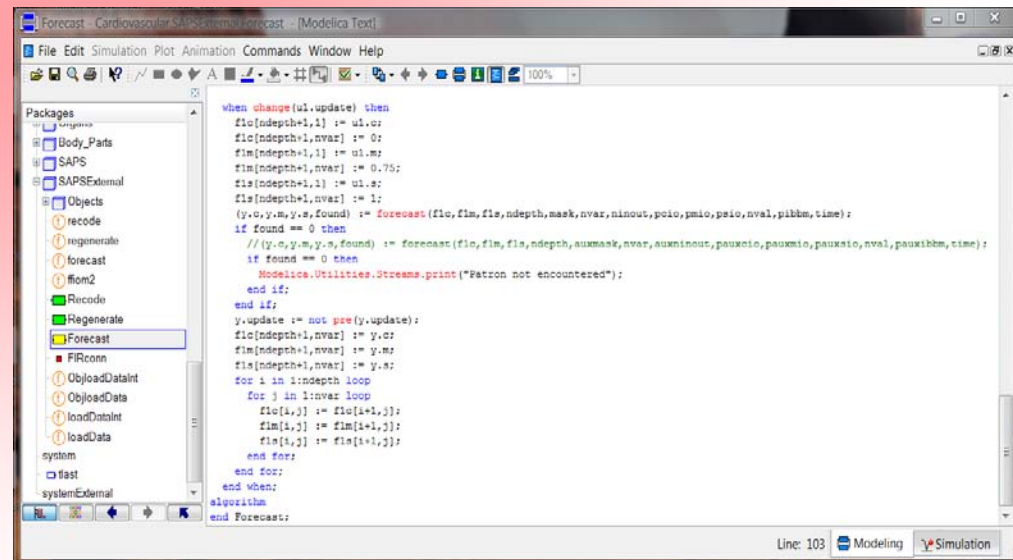 Forecast - Cardiovascular.SAPSExternal.Forecast - [Modelica Text]
File Edit Simulation Plot Animation Commands Window Help
100%
Packages
Organs
Body_Parts
SAPS
SAPSExternal
Objects
recode
regenerate
forecast
ffiom2
Recode
Regenerate
Forecast
FIRconn
ObjloadDataInt
ObjloadData
loadDataInt
loadData
system
tlast
systemExternal
when change(u1.update) then
f1c[ndepth+1,1] := u1.c;
f1c[ndepth+1,nvar] := 0;
f1m[ndepth+1,1] := u1.m;
f1m[ndepth+1,nvar] := 0.75;
f1s[ndepth+1,1] := u1.s;
f1s[ndepth+1,nvar] := 1;
(y.c,y.m,y.s,found) := forecast(f1c,f1m,f1s,ndepth,mask,nvar,ninout,pcio,pmio,psio,nval,pibbm,time);
if found == 0 then
//(y.c,y.m,y.s,found) := forecast(f1c,f1m,f1s,ndepth,auxmask,nvar,auxninout,pauxcio,pauxmio,pauxsio,nval,pauxibbm,time);
if found == 0 then
Modelica.Utilities.Streams.print("Patron not encountered");
end if;
end if;
y.update := not pre(y.update);
f1c[ndepth+1,nvar] := y.c;
f1m[ndepth+1,nvar] := y.m;
f1s[ndepth+1,nvar] := y.s;
for i in 1:ndepth loop
for j in 1:nvar loop
f1c[i,j] := f1c[i+1,j];
f1m[i,j] := f1m[i+1,j];
f1s[i,j] := f1s[i+1,j];
end for;
end for;
end when;
algorithm
end Forecast;
Line: 103 Modeling Simulation